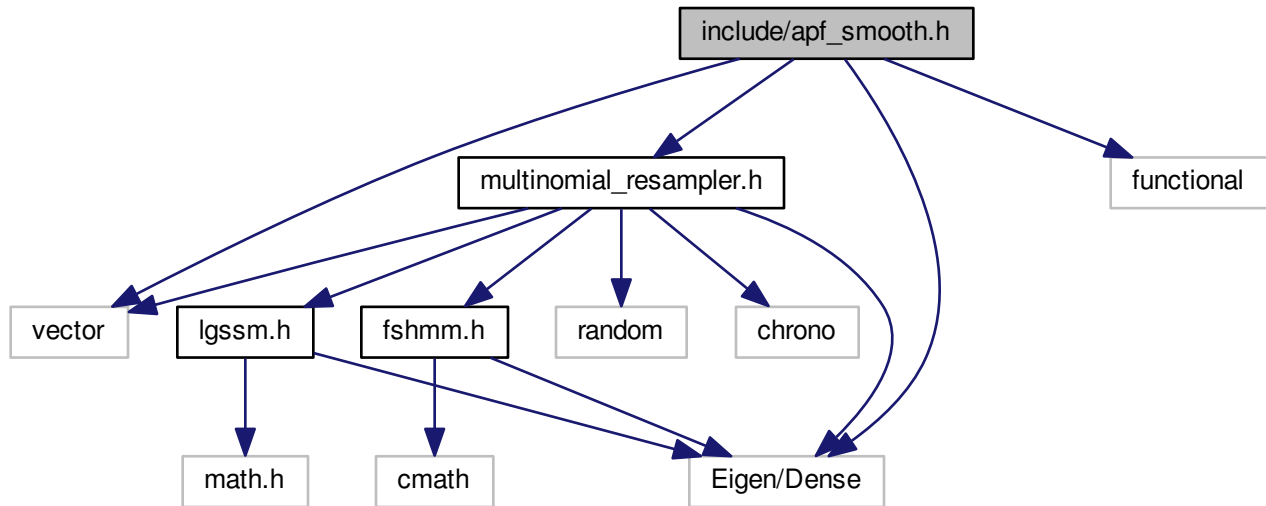 include/apf_smooth.h
multinomial_resampler.h
functional
vector
lgssm.h
fshmm.h
random
chrono
math.h
cmath
Eigen/Dense